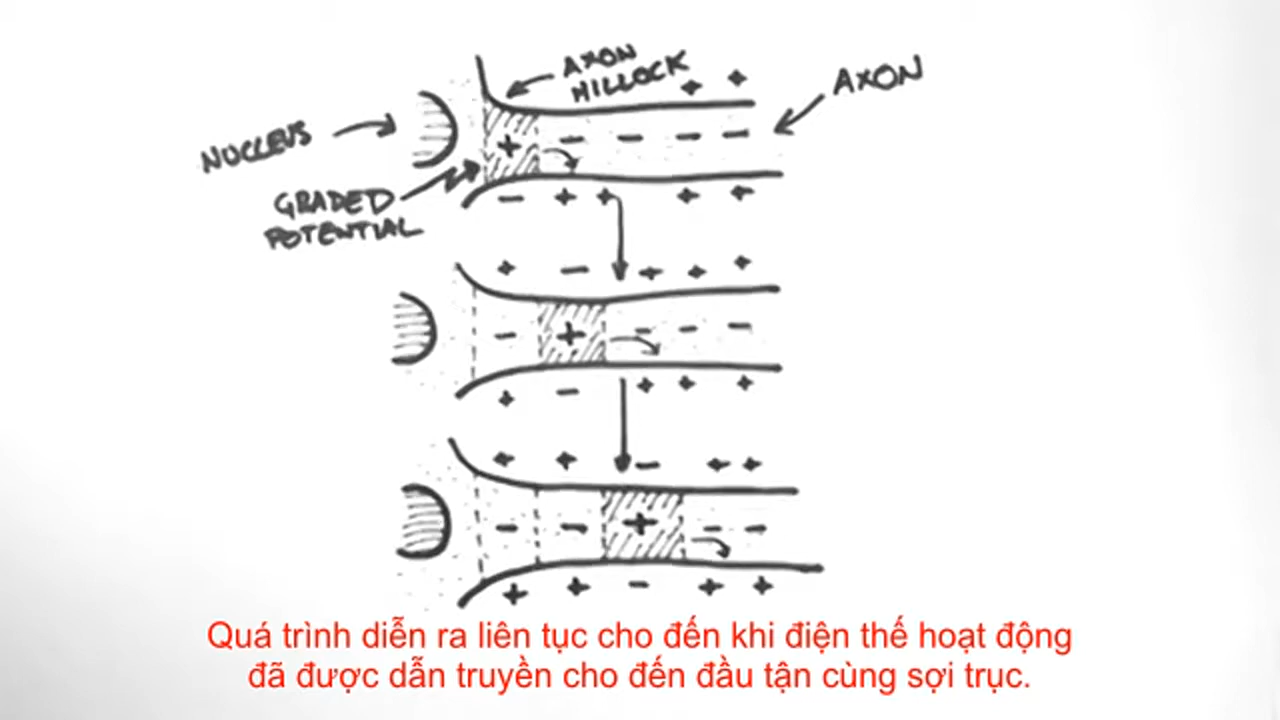 AXON
HILLOCK
AXON
NUCLEUS
GRADED
POTENTIAL
+ +
+ - - - -
- + + + +
+ - + + +
- + - - -
+ - + + +
+ + - + +
- - + - -
+ + - + +
Quá trình diễn ra liên tục cho đến khi điện thế hoạt động
đã được dẫn truyền cho đến đầu tận cùng sợi trục.